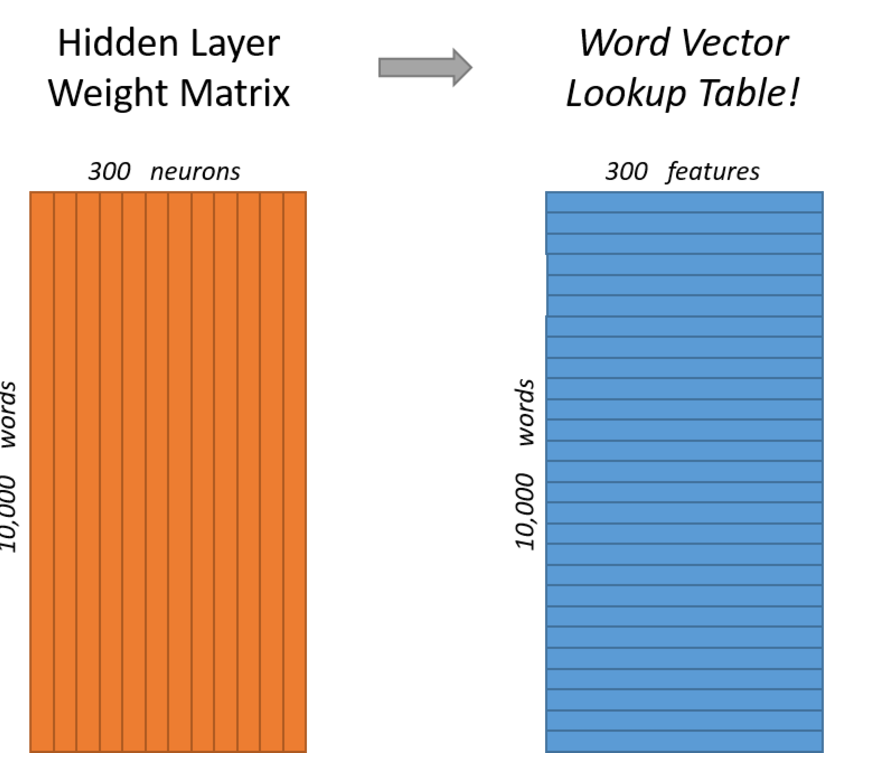 Hidden Layer
Weight Matrix
Word Vector
Lookup Table!
300 neurons
300 features
10,000 words
10,000 words